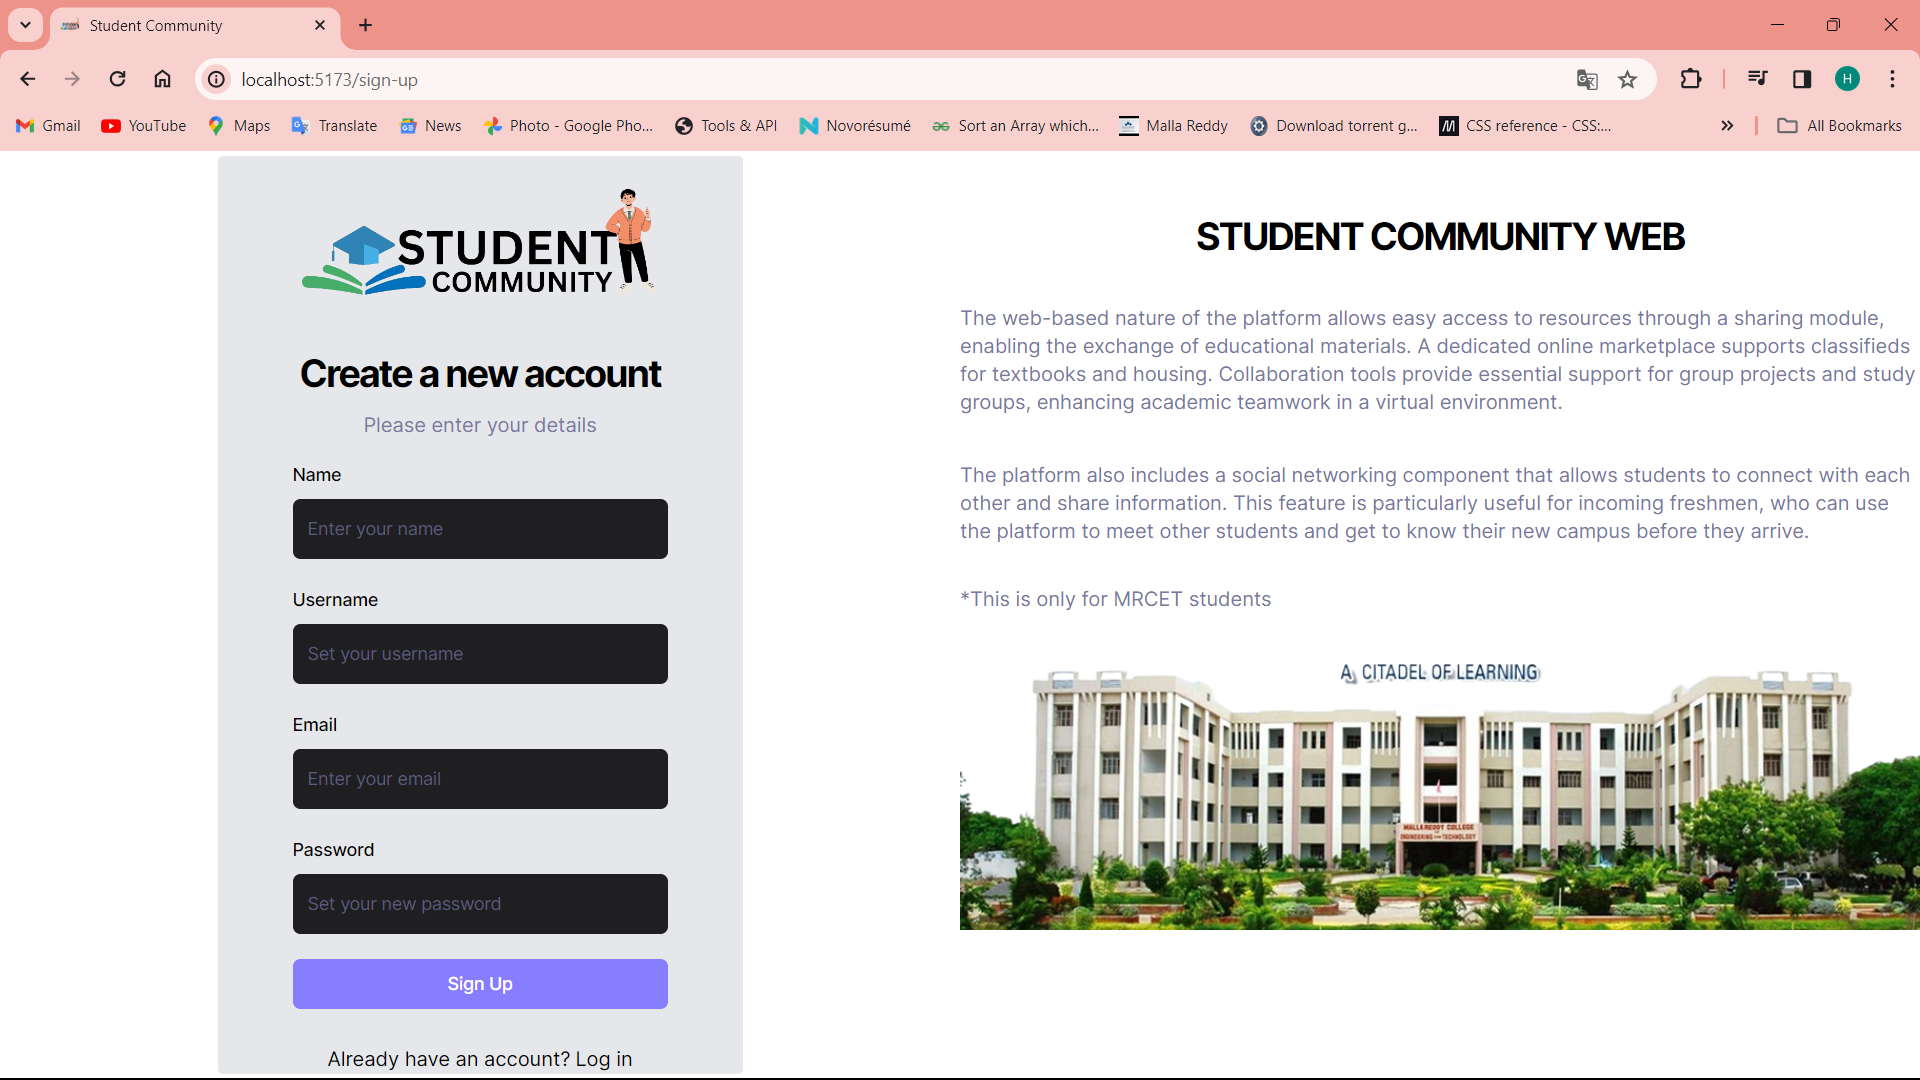 Student Community
localhost:5173/sign-up
H
Gmail
YouTube
Maps
Translate
News
Photo - Google Pho...
Tools & API
Novorésumé
Sort an Array which...
Malla Reddy
Download torrent g...
CSS reference - CSS:...
All Bookmarks
STUDENT
COMMUNITY
Create a new account
Please enter your details
Name
Enter your name
Username
Set your username
Email
Enter your email
Password
Set your new password
Sign Up
Already have an account? Log in
STUDENT COMMUNITY WEB
The web-based nature of the platform allows easy access to resources through a sharing module,
enabling the exchange of educational materials. A dedicated online marketplace supports classifieds
for textbooks and housing. Collaboration tools provide essential support for group projects and study
groups, enhancing academic teamwork in a virtual environment.
The platform also includes a social networking component that allows students to connect with each
other and share information. This feature is particularly useful for incoming freshmen, who can use
the platform to meet other students and get to know their new campus before they arrive.
*This is only for MRCET students
A CITADEL OF LEARNING
MALLA REDDY COLLEGE
ENGINEERING AND TECHNOLOGY